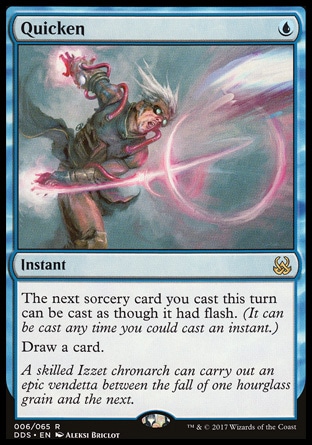 Quicken
Instant
The next sorcery card you cast this turn
can be cast as though it had flash. (It can
be cast any time you could cast an instant.)
Draw a card.
A skilled Izzet chronarch can carry out an
epic vendetta between the fall of one hourglass
grain and the next.
006/065 R
DDS • EN Aleksi Briclot
™ & © 2017 Wizards of the Coast